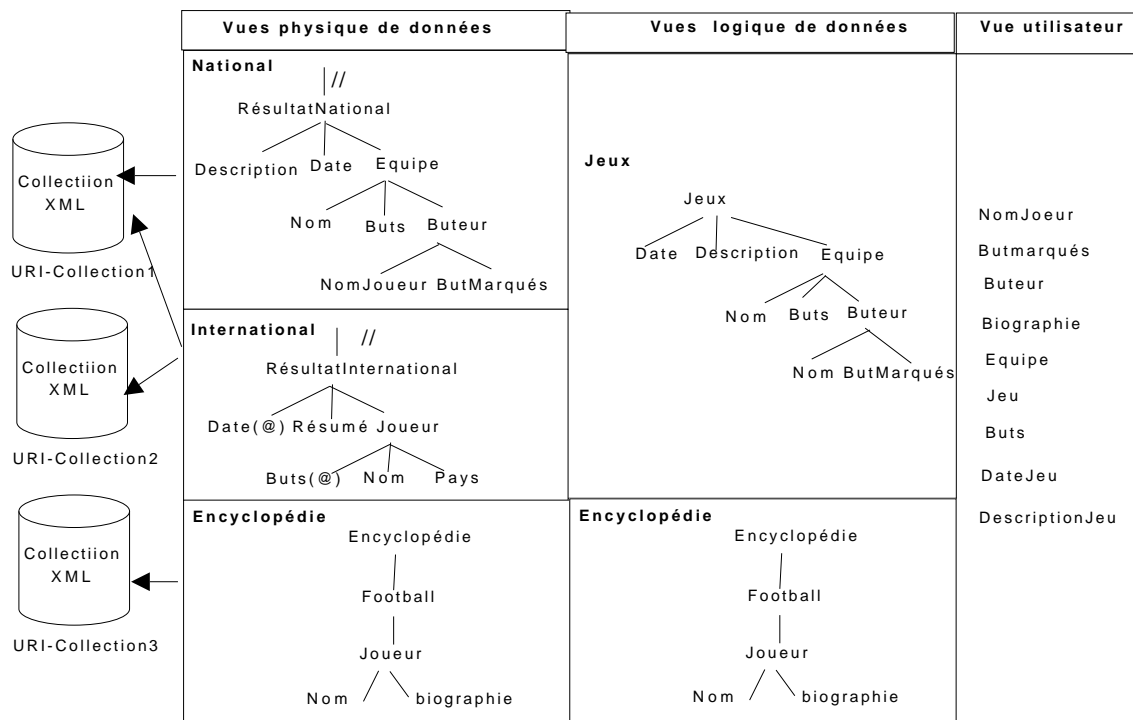 Vues physique de données
Vues logique de données
Vue utilisateur
Collectiion
XML
URI-Collection1
Collectiion
XML
URI-Collection2
Collectiion
XML
URI-Collection3
National
//
RésultatNational
Description Date Equipe
Nom Buts Buteur
NomJoueur ButMarqués
International
//
RésultatInternational
Date(@) Résumé Joueur
Buts(@) Nom Pays
Encyclopédie
Encyclopédie
Football
Joueur
Nom biographie
Jeux
Jeux
Date Description Equipe
Nom Buts Buteur
Nom ButMarqués
Encyclopédie
Encyclopédie
Football
Joueur
Nom biographie
NomJoeur
Butmarqués
Buteur
Biographie
Equipe
Jeu
Buts
DateJeu
DescriptionJeu